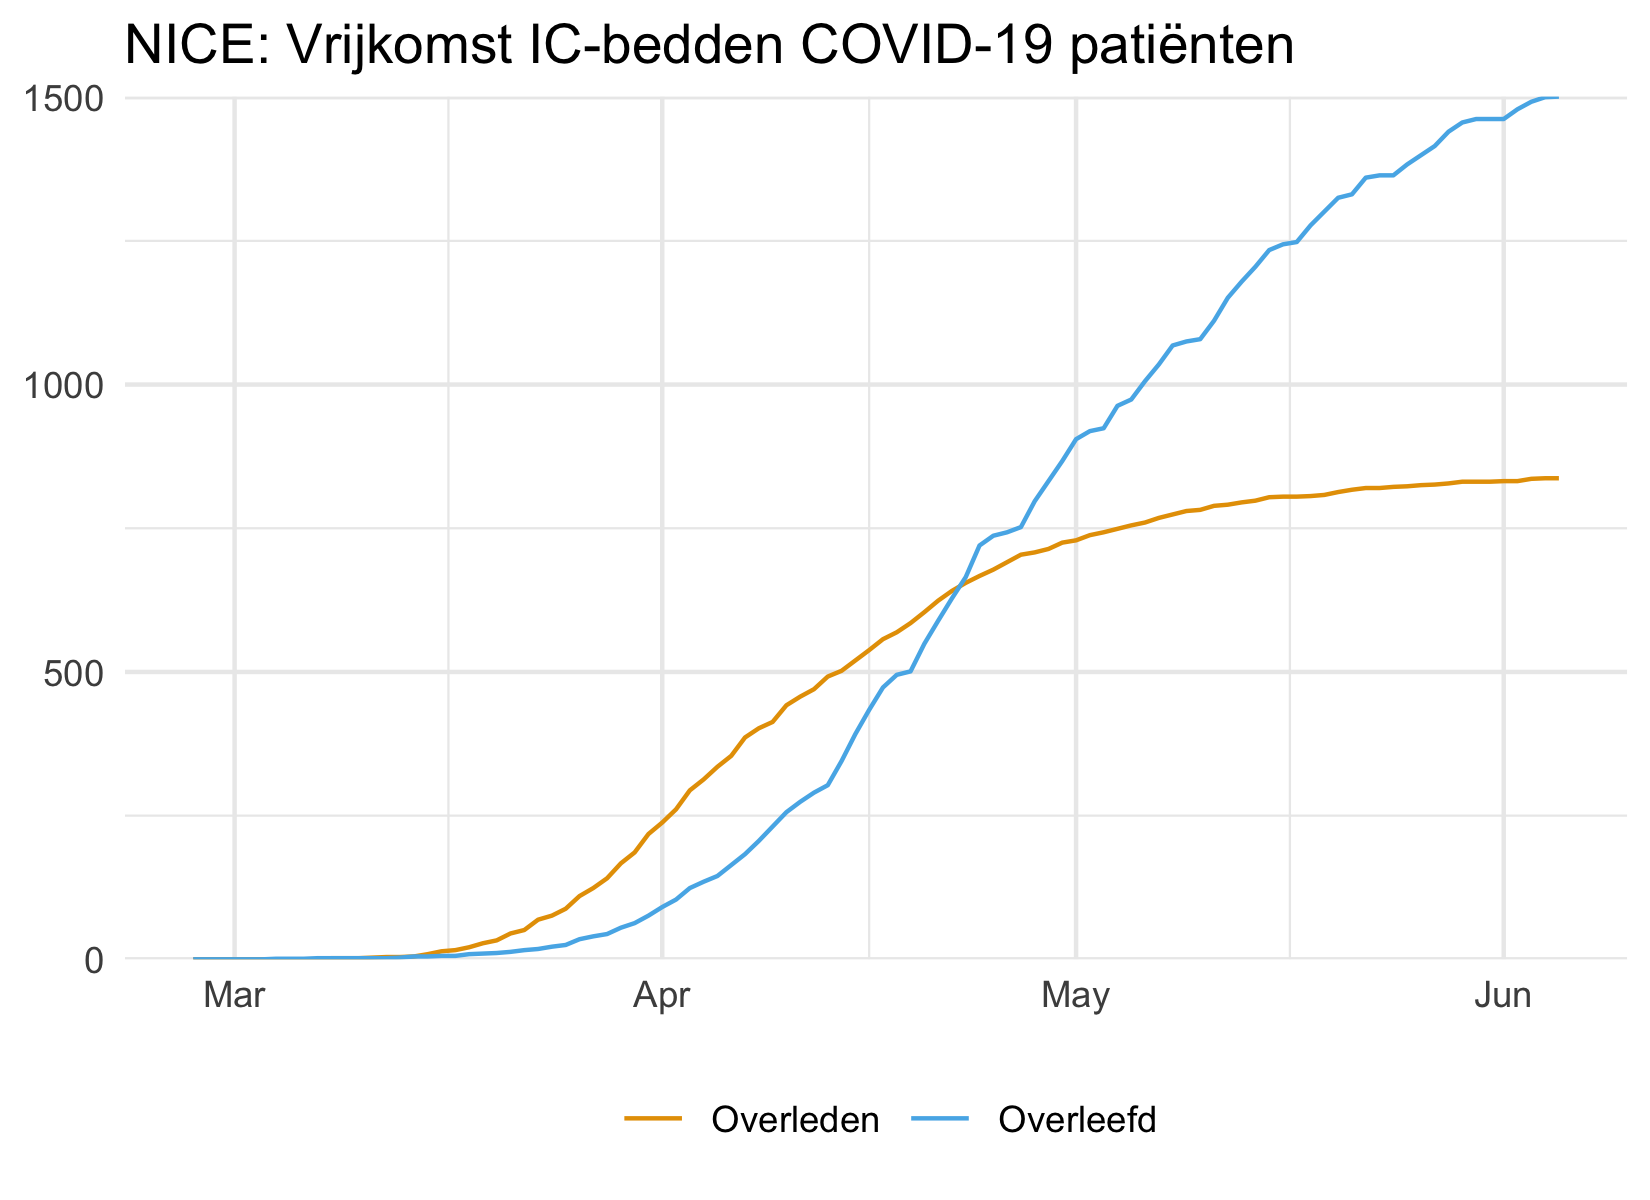 NICE: Vrijkomst IC-bedden COVID-19 patiënten
1500
1000
500
0
Mar Apr May Jun
Overleden Overleefd